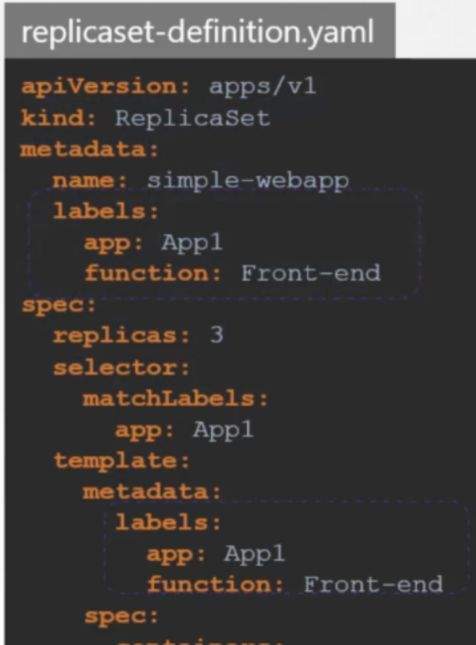 replicaset-definition.yaml
apiVersion: apps/v1
kind: ReplicaSet
metadata:
  name: simple-webapp
  labels:
    app: App1
    function: Front-end
spec:
  replicas: 3
  selector:
    matchLabels:
      app: App1
  template:
    metadata:
      labels:
        app: App1
        function: Front-end
    spec:
      containers: